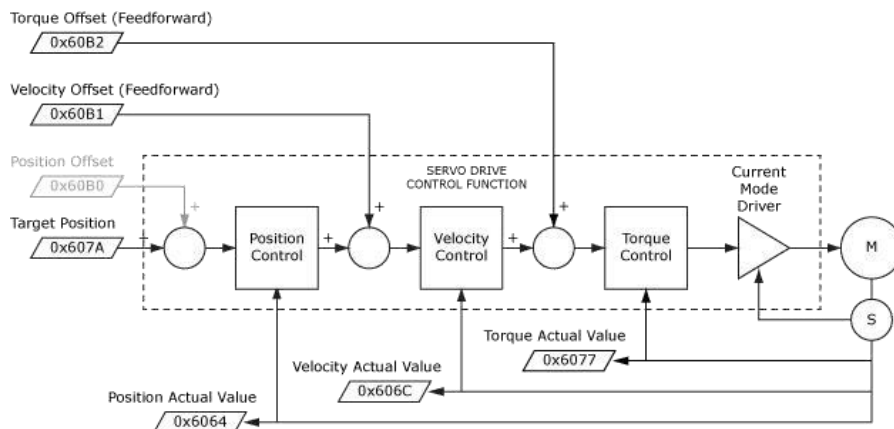 Torque Offset (Feedforward)
0x60B2
Velocity Offset (Feedforward)
0x60B1
Position Offset
0x60B0
+
Target Position
0x607A
+
SERVO DRIVE
CONTROL FUNCTION
Position
Control
+
+
Velocity
Control
+
+
Torque
Control
Current
Mode
Driver
M
S
Torque Actual Value
0x6077
Velocity Actual Value
0x606C
Position Actual Value
0x6064